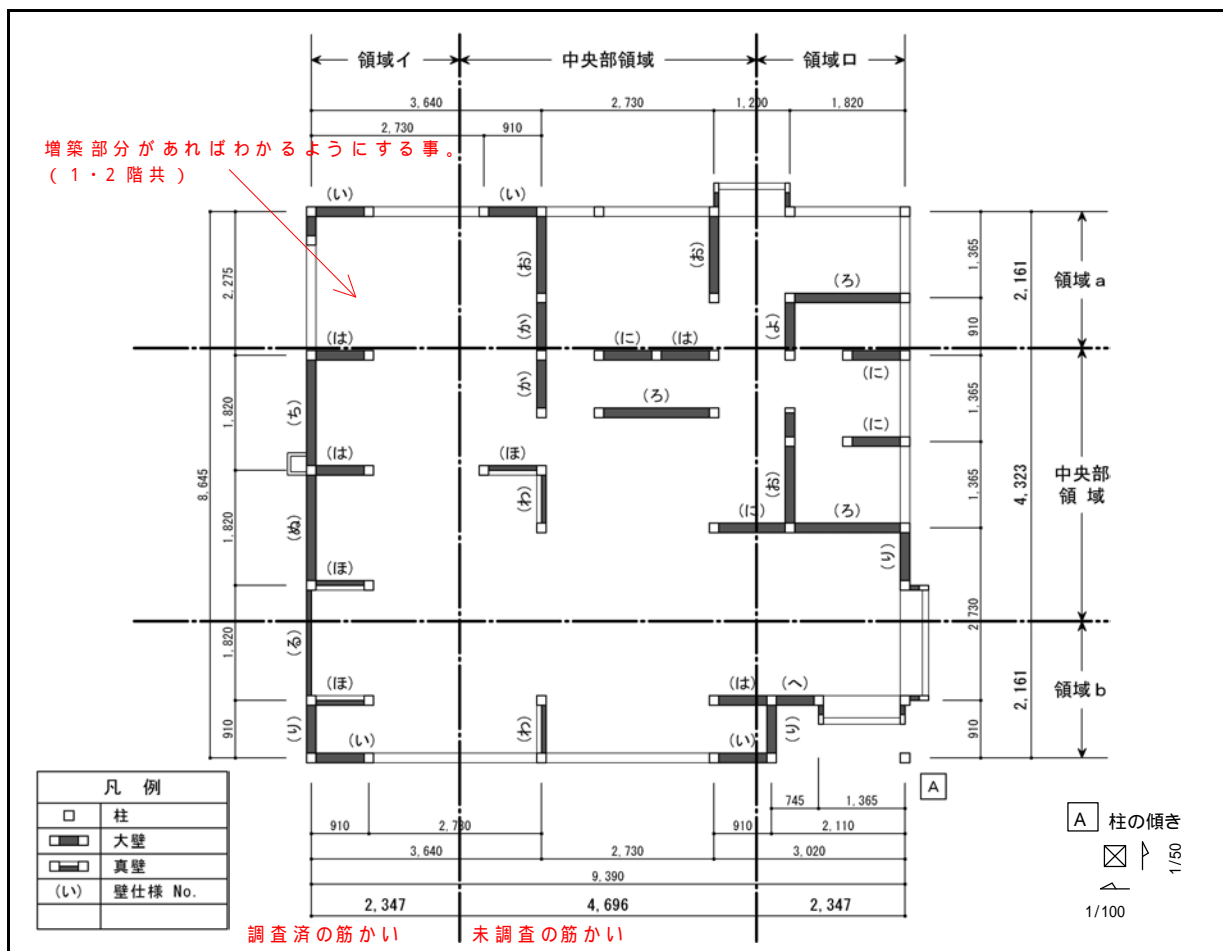 領域イ 中央部領域 領域ロ
3,640 2,730 1,200 1,820
2,730 910
増築部分があればわかるようにする事。
(1・2階共)
(い) (い)
(お) (お)
(ろ)
(か) (よ)
(は) (に) (は)
(か) (に)
(ろ)
(ち) (に)
(は) (ほ)
(わ) (お)
(ぬ) (に) (ろ)
(り)
(ほ)
(る)
(ほ) (は) (へ)
(り) (い) (わ) (い) (り)
2,275
1,820
1,820
1,820
910
8,645
1,365
910
1,365
1,365
2,730
910
2,161
4,323
2,161
領域a
中央部
領 域
領域b
A
745 1,365
910 2,730 910 2,110
3,640 2,730 3,020
9,390
2,347 4,696 2,347
調査済の筋かい 未調査の筋かい
凡 例
柱
大壁
真壁
(い) 壁仕様 No.
A 柱の傾き
1/50
1/100